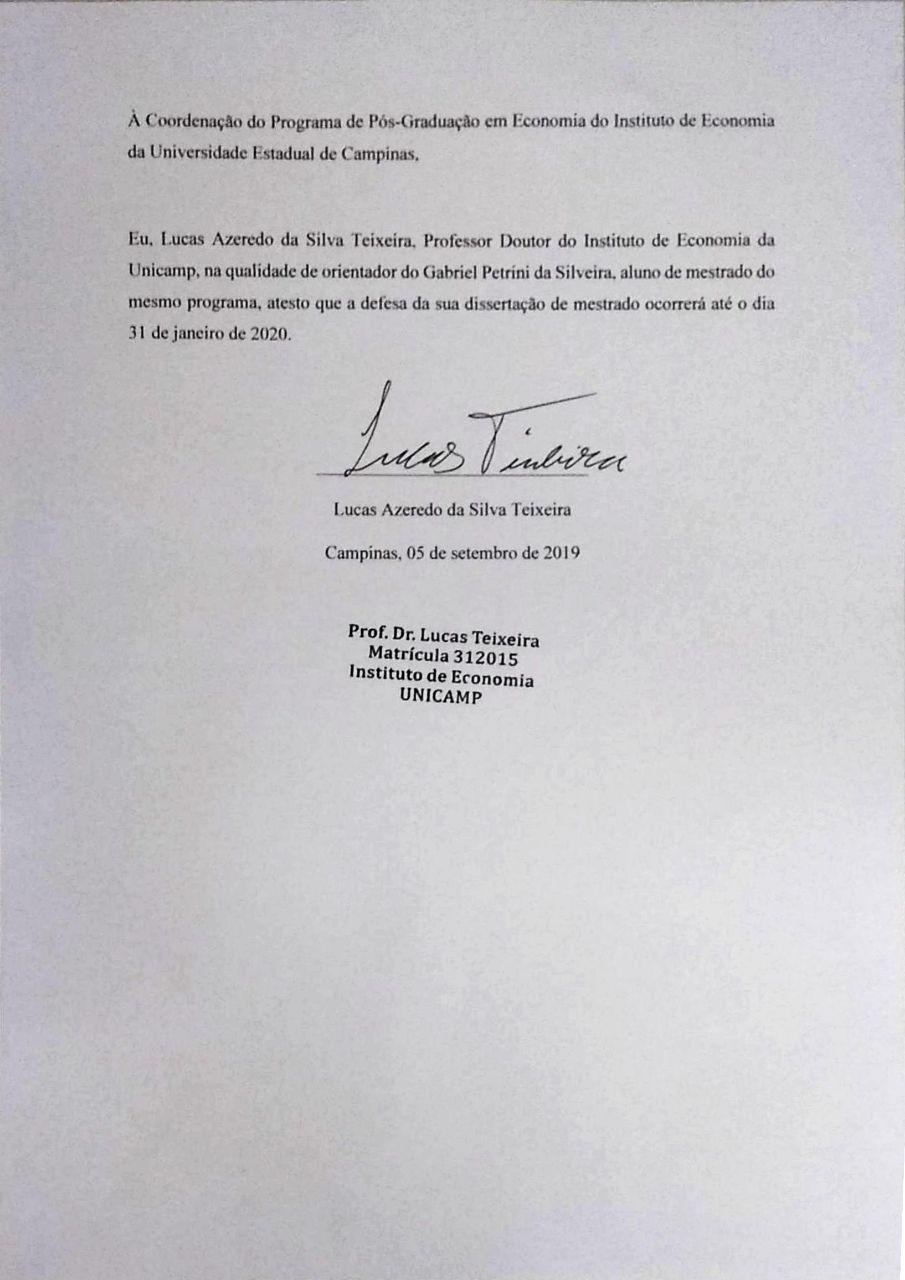 À Coordenação do Programa de Pós-Graduação em Economia do Instituto de Economia
da Universidade Estadual de Campinas,
Eu, Lucas Azeredo da Silva Teixeira, Professor Doutor do Instituto de Economia da
Unicamp, na qualidade de orientador do Gabriel Petrini da Silveira, aluno de mestrado do
mesmo programa, atesto que a defesa da sua dissertação de mestrado ocorrerá até o dia
31 de janeiro de 2020.
Lucas Teixeira
Lucas Azeredo da Silva Teixeira
Campinas, 05 de setembro de 2019
Prof. Dr. Lucas Teixeira
Matrícula 312015
Instituto de Economia
UNICAMP